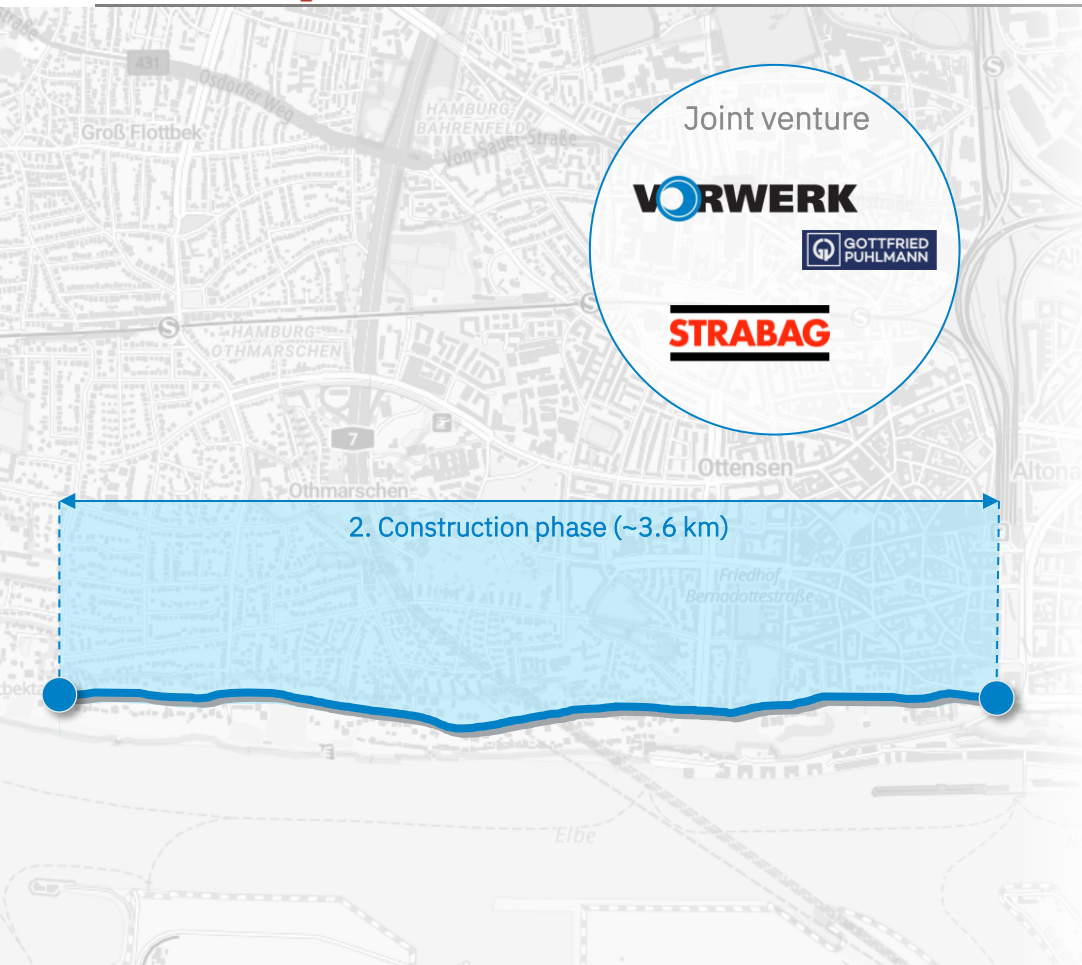 431
Osdorfer Weg
HAMBURG-
BAHRENFELD
Von-Sauer-Straße
Groß Flottbek
Joint venture
VORWERK
GOTTFRIED
PUHLMANN
STRABAG
S
S
S
HAMBURG-
OTHMARSCHEN
7
Ottensen
Altona
Othmarschen
2. Construction phase (~3.6 km)
Friedhof
Bernadottestraße
Elbe